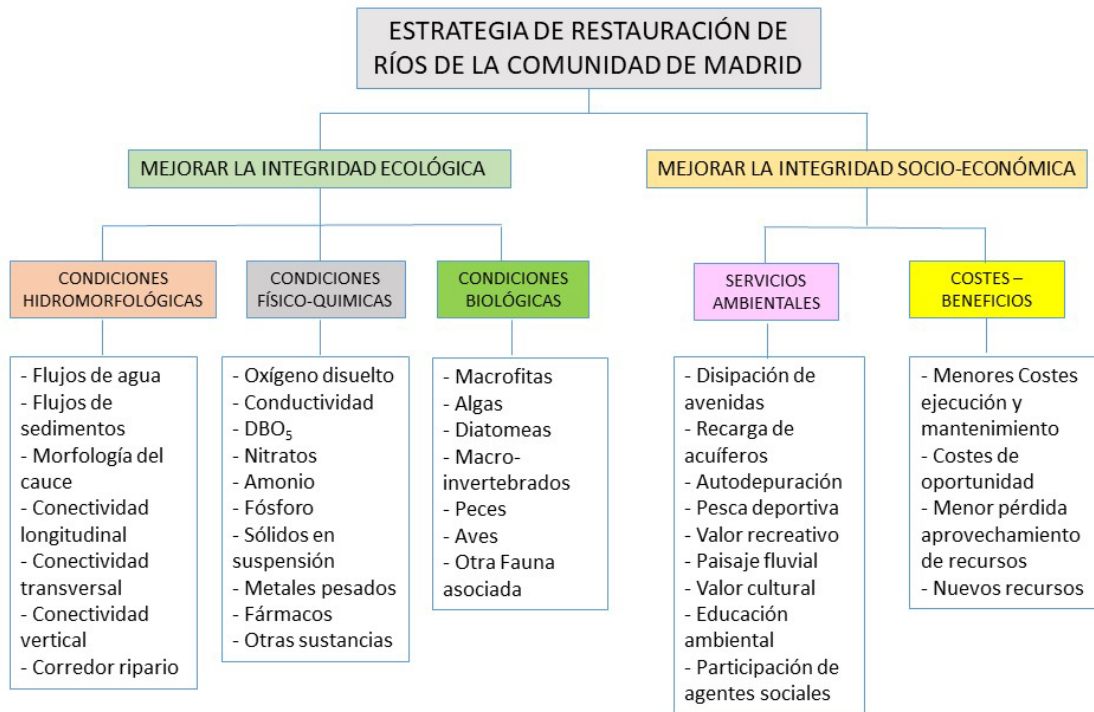 ESTRATEGIA DE RESTAURACIÓN DE
RÍOS DE LA COMUNIDAD DE MADRID
MEJORAR LA INTEGRIDAD ECOLÓGICA
MEJORAR LA INTEGRIDAD SOCIO-ECONÓMICA
CONDICIONES
HIDROMORFOLÓGICAS
CONDICIONES
FÍSICO-QUIMICAS
CONDICIONES
BIOLÓGICAS
SERVICIOS
AMBIENTALES
COSTES –
BENEFICIOS
- Flujos de agua
- Flujos de
sedimentos
- Morfología del
cauce
- Conectividad
longitudinal
- Conectividad
transversal
- Conectividad
vertical
- Corredor ripario
- Oxígeno disuelto
- Conductividad
- DBO₅
- Nitratos
- Amonio
- Fósforo
- Sólidos en
suspensión
- Metales pesados
- Fármacos
- Otras sustancias
- Macrofitas
- Algas
- Diatomeas
- Macro-
invertebrados
- Peces
- Aves
- Otra Fauna
asociada
- Disipación de
avenidas
- Recarga de
acuíferos
- Autodepuración
- Pesca deportiva
- Valor recreativo
- Paisaje fluvial
- Valor cultural
- Educación
ambiental
- Participación de
agentes sociales
- Menores Costes
ejecución y
mantenimiento
- Costes de
oportunidad
- Menor pérdida
aprovechamiento
de recursos
- Nuevos recursos